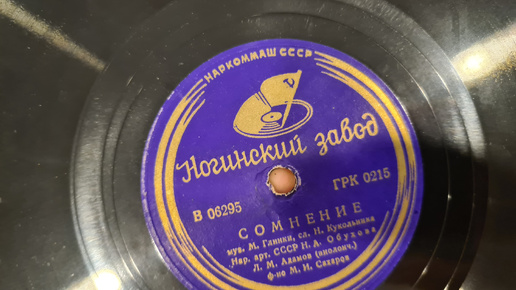 НАРКОММАШ СССР
Ногинский завод
В 06295
ГРК 0215
СОМНЕНИЕ
муз. М. Глинки, сл. Н. Кукольника
Нар. арт. СССР Н. А. Обухова
Л. М. Адамов (виолонч.)
ф-но М. И. Сахаров